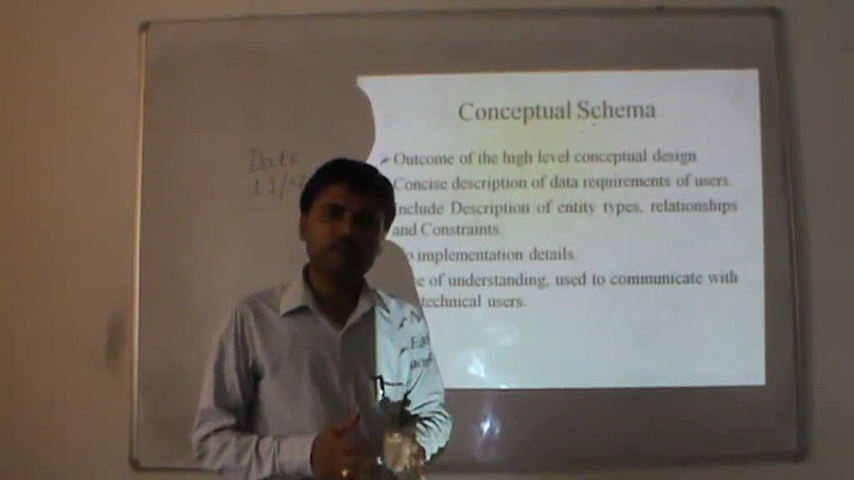 Conceptual Schema
Date
11/
➢ Outcome of the high level conceptual design
Concise description of data requirements of users.
Include Description of entity types, relationships
and Constraints
implementation details.
of understanding, used to communicate with
technical users.